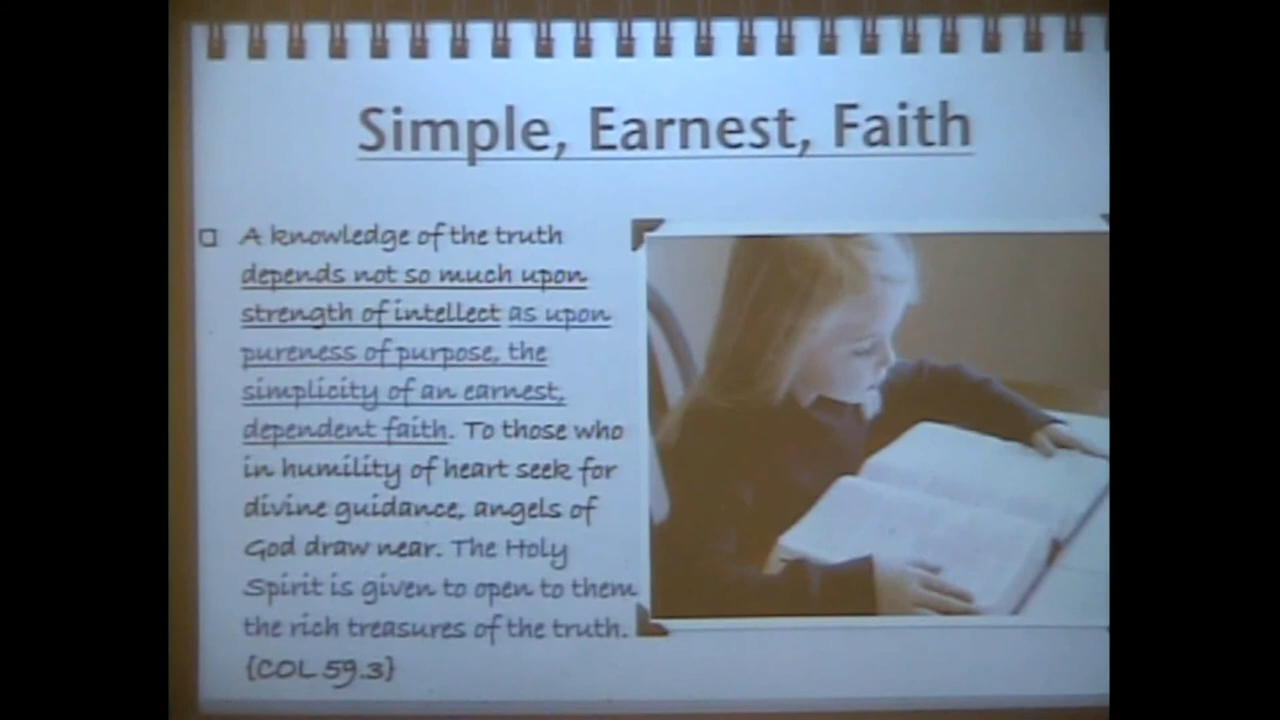 Simple, Earnest, Faith
A knowledge of the truth
depends not so much upon
strength of intellect as upon
pureness of purpose, the
simplicity of an earnest,
dependent faith. To those who
in humility of heart seek for
divine guidance, angels of
God draw near. The Holy
Spirit is given to open to them
the rich treasures of the truth.
{COL 59.3}